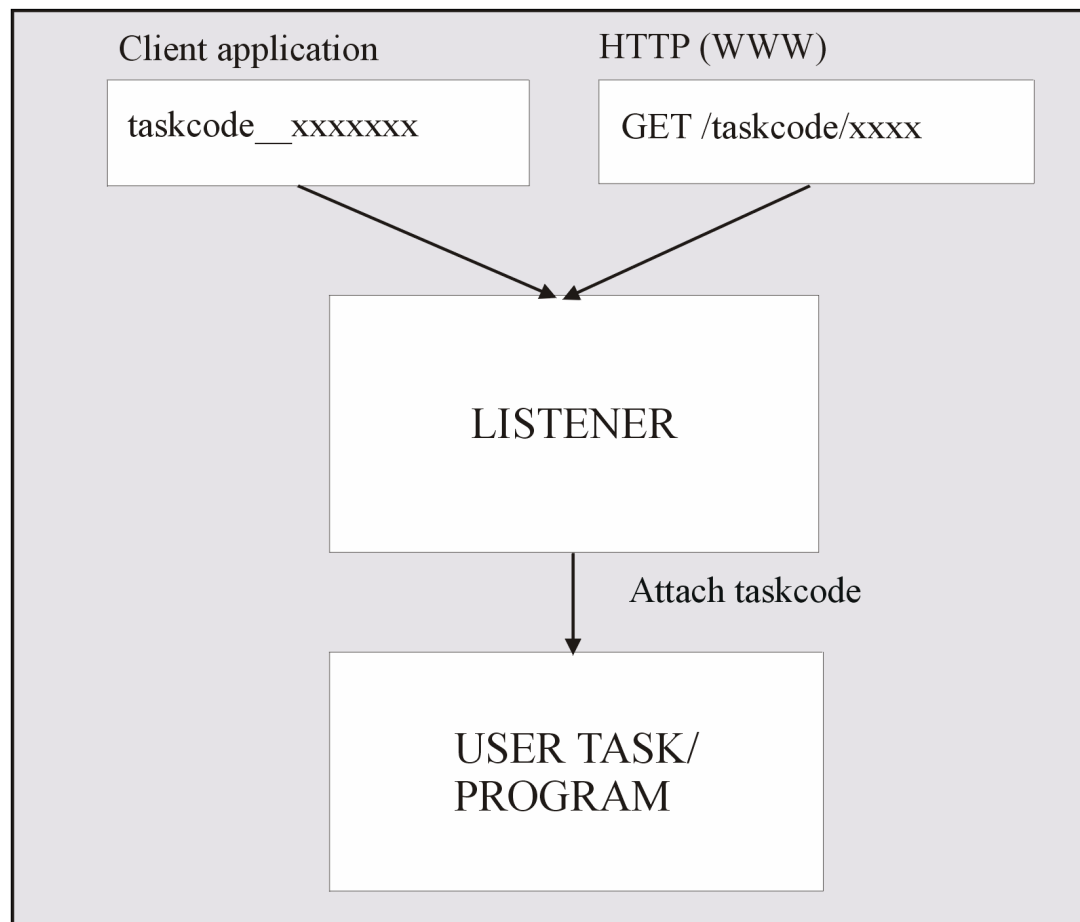 Client application
HTTP (WWW)
taskcode__xxxxxxx
GET /taskcode/xxxx
LISTENER
Attach taskcode
USER TASK/
PROGRAM